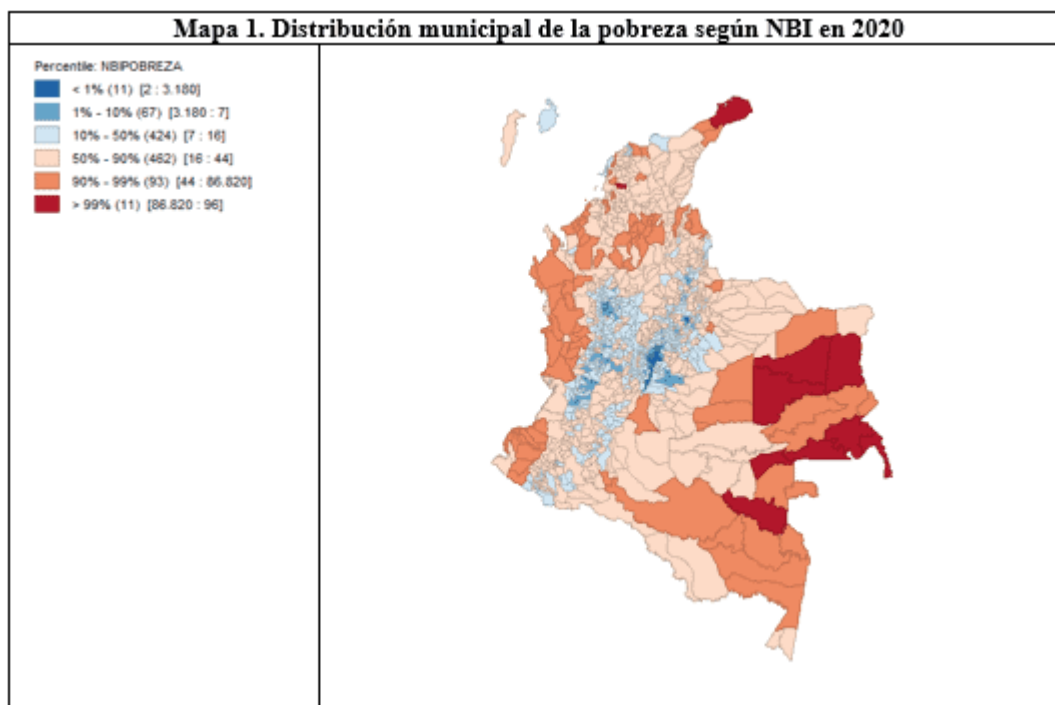 Mapa 1. Distribución municipal de la pobreza según NBI en 2020
Percentile: NBIPOBREZA
< 1% (11) [2 : 3.180]
1% - 10% (67) [3.180 : 7]
10% - 50% (424) [7 : 16]
50% - 90% (462) [16 : 44]
90% - 99% (93) [44 : 86.820]
> 99% (11) [86.820 : 96]